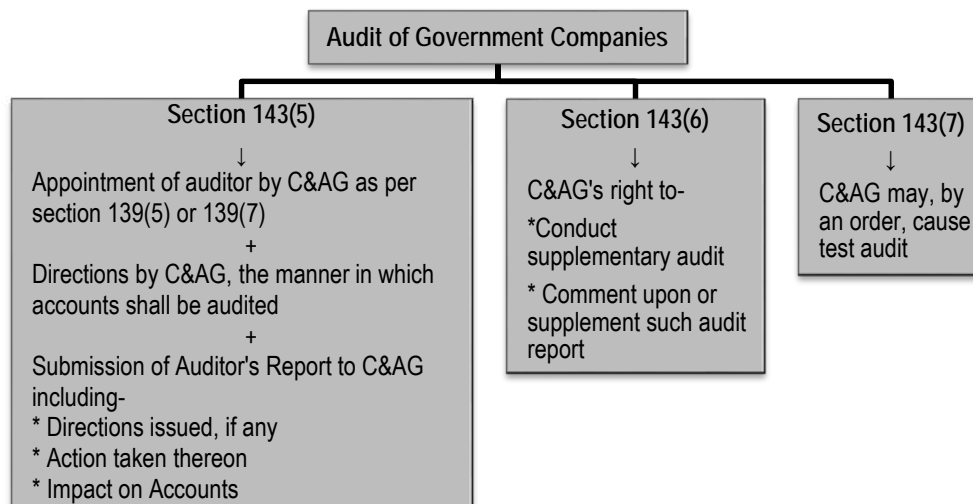 Audit of Government Companies
Section 143(5)
↓
Appointment of auditor by C&AG as per
section 139(5) or 139(7)
+
Directions by C&AG, the manner in which
accounts shall be audited
+
Submission of Auditor's Report to C&AG
including-
* Directions issued, if any
* Action taken thereon
* Impact on Accounts
Section 143(6)
↓
C&AG's right to-
*Conduct
supplementary audit
* Comment upon or
supplement such audit
report
Section 143(7)
↓
C&AG may, by
an order, cause
test audit